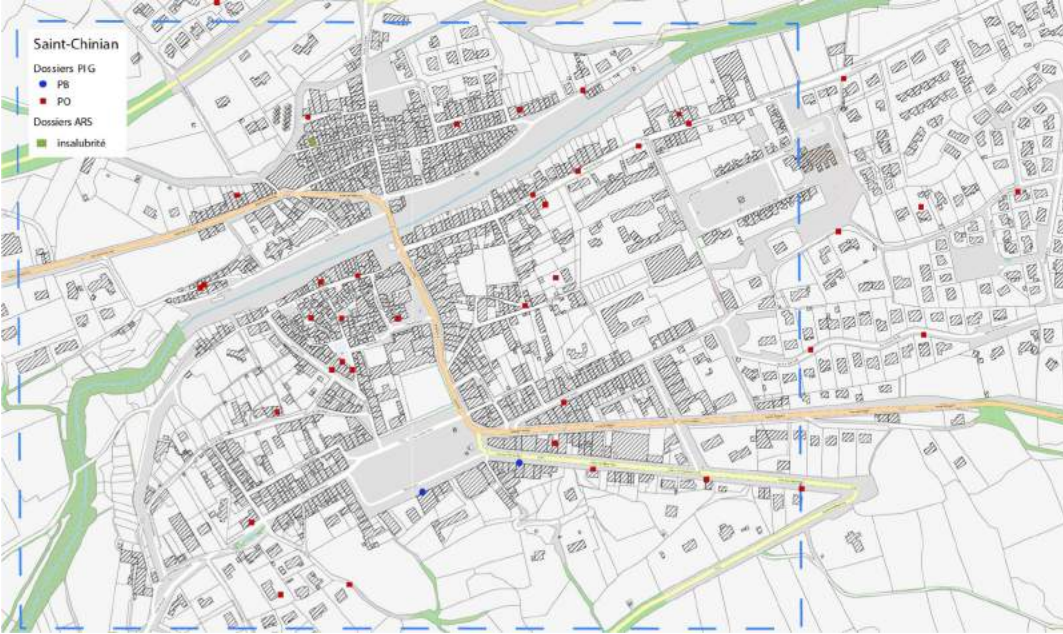 Saint-Chinian
Dossiers PIG
PB
PO
Dossiers ARS
insalubrité